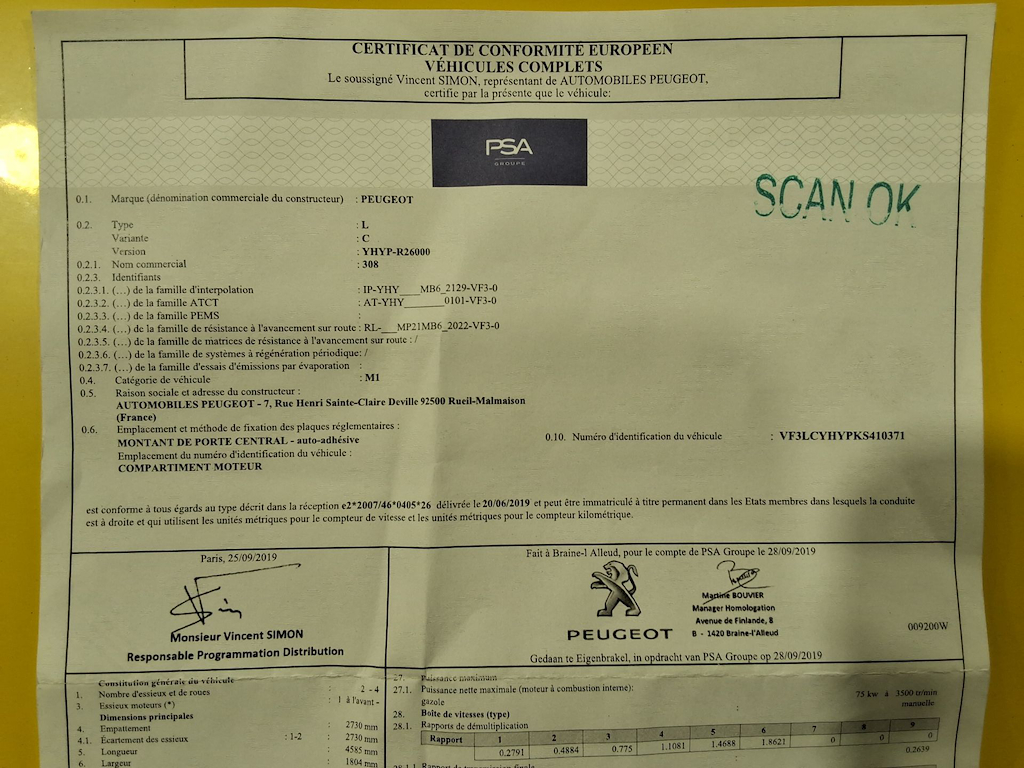 CERTIFICAT DE CONFORMITÉ EUROPEEN
VÉHICULES COMPLETS
Le soussigné Vincent SIMON, représentant de AUTOMOBILES PEUGEOT,
certifie par la présente que le véhicule:
PSA
GROUPE
SCAN OK
0.1. Marque (dénomination commerciale du constructeur) : PEUGEOT
0.2. Type : L
Variante : C
Version : YHYP-R26000
0.2.1. Nom commercial : 308
0.2.3. Identifiants
0.2.3.1. (...) de la famille d'interpolation : IP-YHY___MB6_2129-VF3-0
0.2.3.2. (...) de la famille ATCT : AT-YHY______0101-VF3-0
0.2.3.3. (...) de la famille PEMS :
0.2.3.4. (...) de la famille de résistance à l'avancement sur route : RL-__MP21MB6_2022-VF3-0
0.2.3.5. (...) de la famille de matrices de résistance à l'avancement sur route : /
0.2.3.6. (...) de la famille de systèmes à régénération périodique: /
0.2.3.7. (...) de la famille d'essais d'émissions par évaporation :
0.4. Catégorie de véhicule : M1
0.5. Raison sociale et adresse du constructeur :
AUTOMOBILES PEUGEOT - 7, Rue Henri Sainte-Claire Deville 92500 Rueil-Malmaison
(France)
0.6. Emplacement et méthode de fixation des plaques réglementaires :
MONTANT DE PORTE CENTRAL - auto-adhésive
0.10. Numéro d'identification du véhicule : VF3LCYHYPKS410371
Emplacement du numéro d'identification du véhicule :
COMPARTIMENT MOTEUR
est conforme à tous égards au type décrit dans la réception e2*2007/46*0405*26 délivrée le 20/06/2019 et peut être immatriculé à titre permanent dans les Etats membres dans lesquels la conduite
est à droite et qui utilisent les unités métriques pour le compteur de vitesse et les unités métriques pour le compteur kilométrique.
Paris, 25/09/2019
Monsieur Vincent SIMON
Responsable Programmation Distribution
Fait à Braine-l Alleud, pour le compte de PSA Groupe le 28/09/2019
PEUGEOT
Martine BOUVIER
Manager Homologation
Avenue de Finlande, 8
B - 1420 Braine-l'Alleud
009200W
Gedaan te Eigenbrakel, in opdracht van PSA Groupe op 28/09/2019
Constitution générale du véhicule
1. Nombre d'essieux et de roues : 2 - 4
3. Essieux moteurs (*) : 1 à l'avant -
Dimensions principales
4. Empattement : 2730 mm
4.1. Écartement des essieux : 1-2 : 2730 mm
5. Longueur : 4585 mm
6. Largeur : 1804 mm
27. Puissance maximum
27.1. Puissance nette maximale (moteur à combustion interne):
gazole 75 kw à 3500 tr/min
28. Boîte de vitesses (type) manuelle
28.1. Rapports de démultiplication
Rapport 1 2 3 4 5 6 7 8 9
0.2791 0.4884 0.775 1.1081 1.4688 1.8621 0 0 0
0.2639